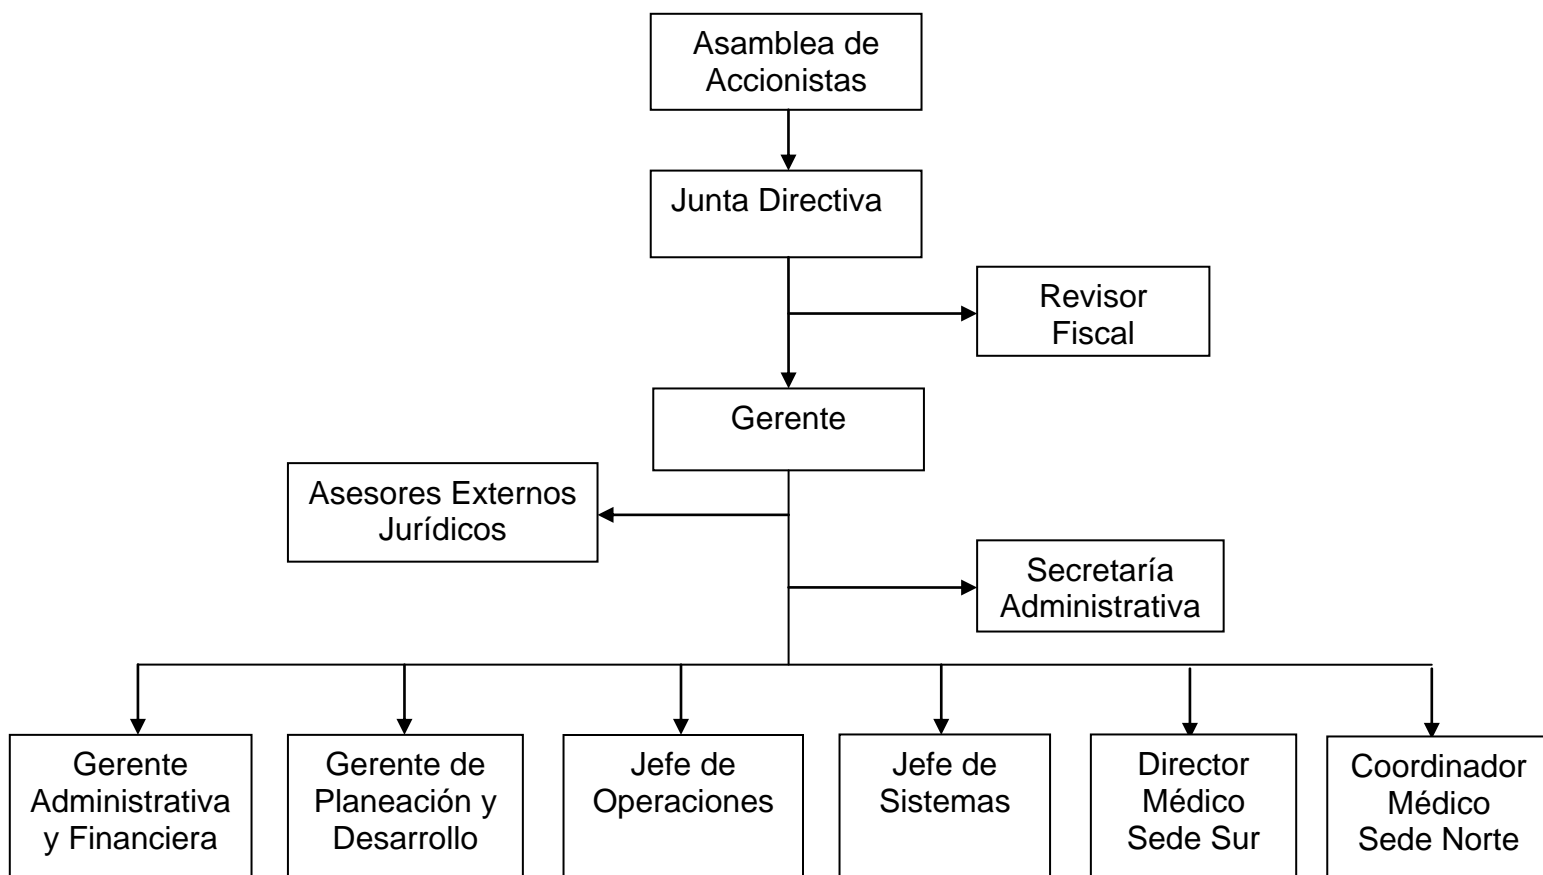 Asamblea de
Accionistas
Junta Directiva
Revisor
Fiscal
Gerente
Asesores Externos
Jurídicos
Secretaría
Administrativa
Gerente
Administrativa
y Financiera
Gerente de
Planeación y
Desarrollo
Jefe de
Operaciones
Jefe de
Sistemas
Director
Médico
Sede Sur
Coordinador
Médico
Sede Norte